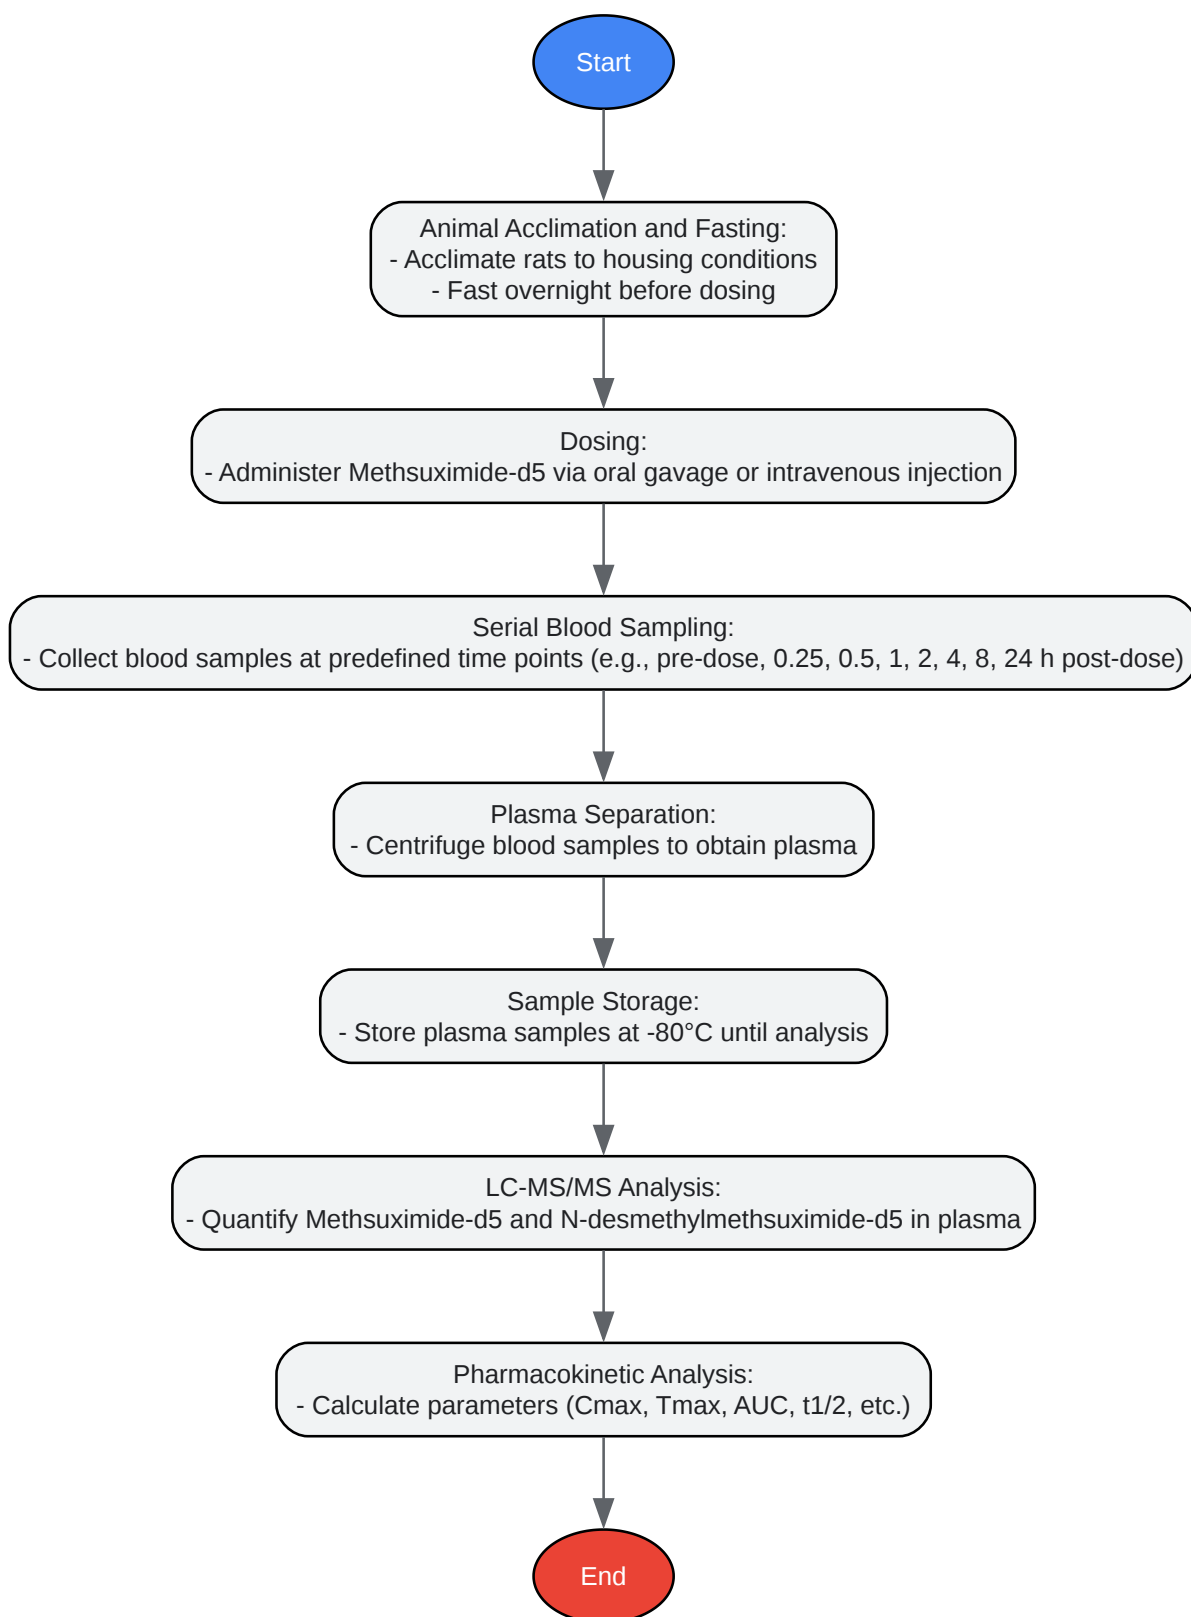 Start
Animal Acclimation and Fasting:
- Acclimate rats to housing conditions
- Fast overnight before dosing
Dosing:
- Administer Methsuximide-d5 via oral gavage or intravenous injection
Serial Blood Sampling:
- Collect blood samples at predefined time points (e.g., pre-dose, 0.25, 0.5, 1, 2, 4, 8, 24 h post-dose)
Plasma Separation:
- Centrifuge blood samples to obtain plasma
Sample Storage:
- Store plasma samples at -80°C until analysis
LC-MS/MS Analysis:
- Quantify Methsuximide-d5 and N-desmethylmethsuximide-d5 in plasma
Pharmacokinetic Analysis:
- Calculate parameters (Cmax, Tmax, AUC, t1/2, etc.)
End